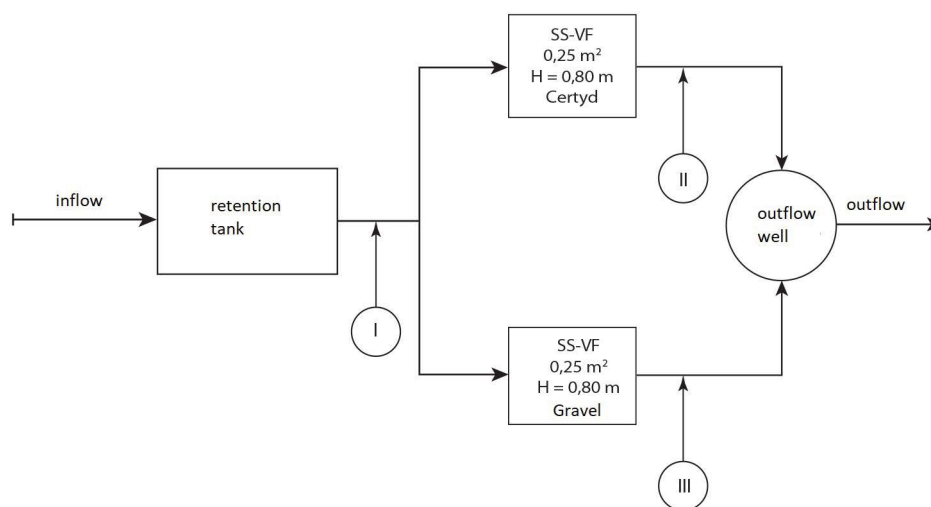 inflow
retention
tank
I
SS-VF
0,25 m²
H = 0,80 m
Certyd
II
SS-VF
0,25 m²
H = 0,80 m
Gravel
III
outflow
well
outflow